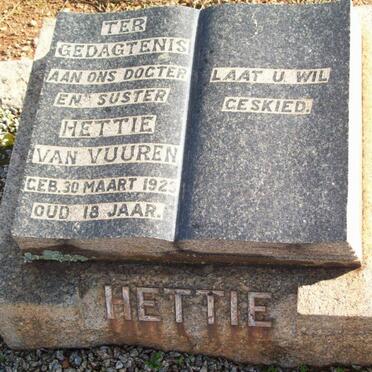 TER
GEDAGTENIS
AAN ONS DOGTER
EN SUSTER
HETTIE
VAN VUUREN
GEB. 30 MAART 1923
OUD 18 JAAR.
LAAT U WIL
GESKIED.
HETTIE